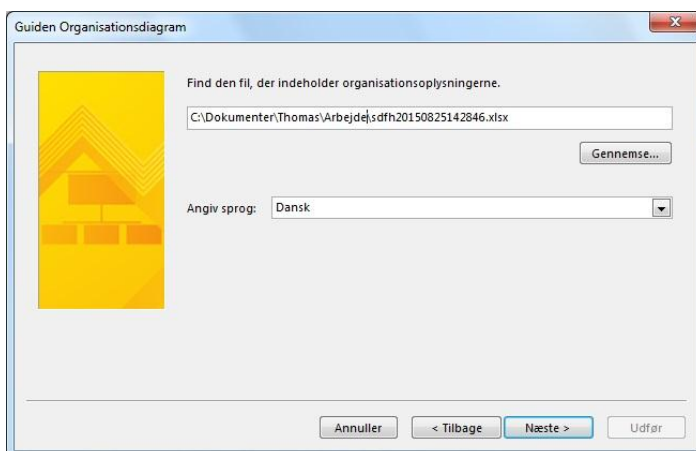 Guiden Organisationsdiagram
Find den fil, der indeholder organisationsoplysningerne.
C:\Dokumenter\Thomas\Arbejde\sdfh20150825142846.xlsx
Gennemse...
Angiv sprog: Dansk
Annuller < Tilbage Næste > Udfør